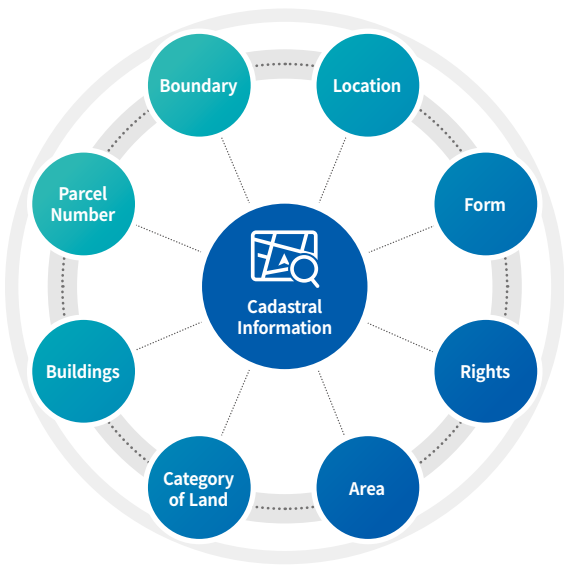 Boundary
Location
Parcel
Number
Form
Cadastral
Information
Buildings
Rights
Category
of Land
Area